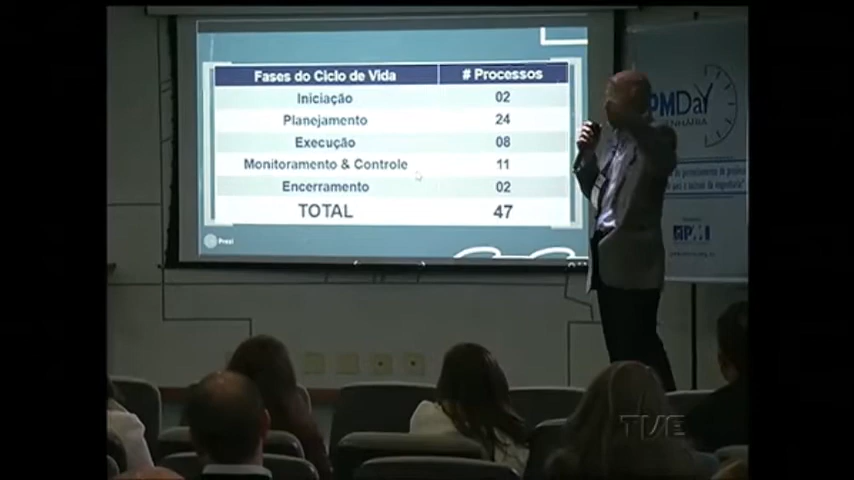 Fases do Ciclo de Vida # Processos
Iniciação 02
Planejamento 24
Execução 08
Monitoramento & Controle 11
Encerramento 02
TOTAL 47
Prezi
PMDay
PMI
TVE